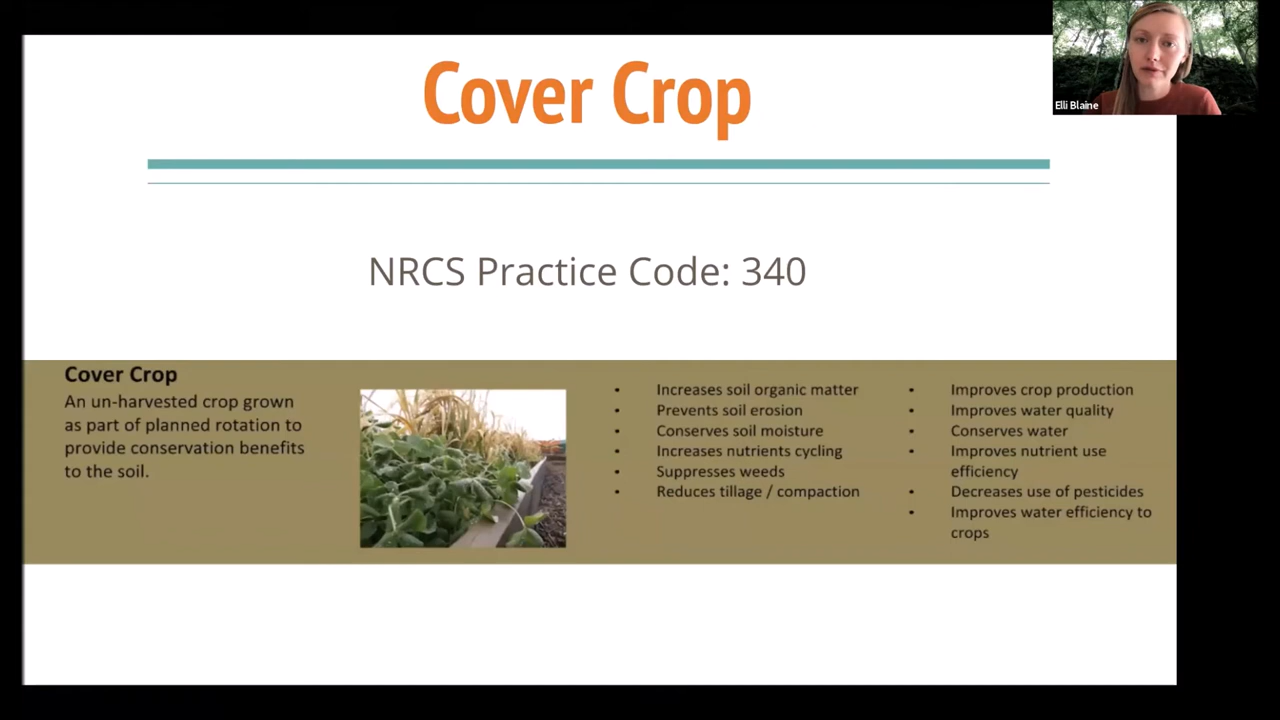 Cover Crop
Elli Blaine
NRCS Practice Code: 340
Cover Crop
An un-harvested crop grown
as part of planned rotation to
provide conservation benefits
to the soil.
• Increases soil organic matter
• Prevents soil erosion
• Conserves soil moisture
• Increases nutrients cycling
• Suppresses weeds
• Reduces tillage / compaction
• Improves crop production
• Improves water quality
• Conserves water
• Improves nutrient use
efficiency
• Decreases use of pesticides
• Improves water efficiency to
crops